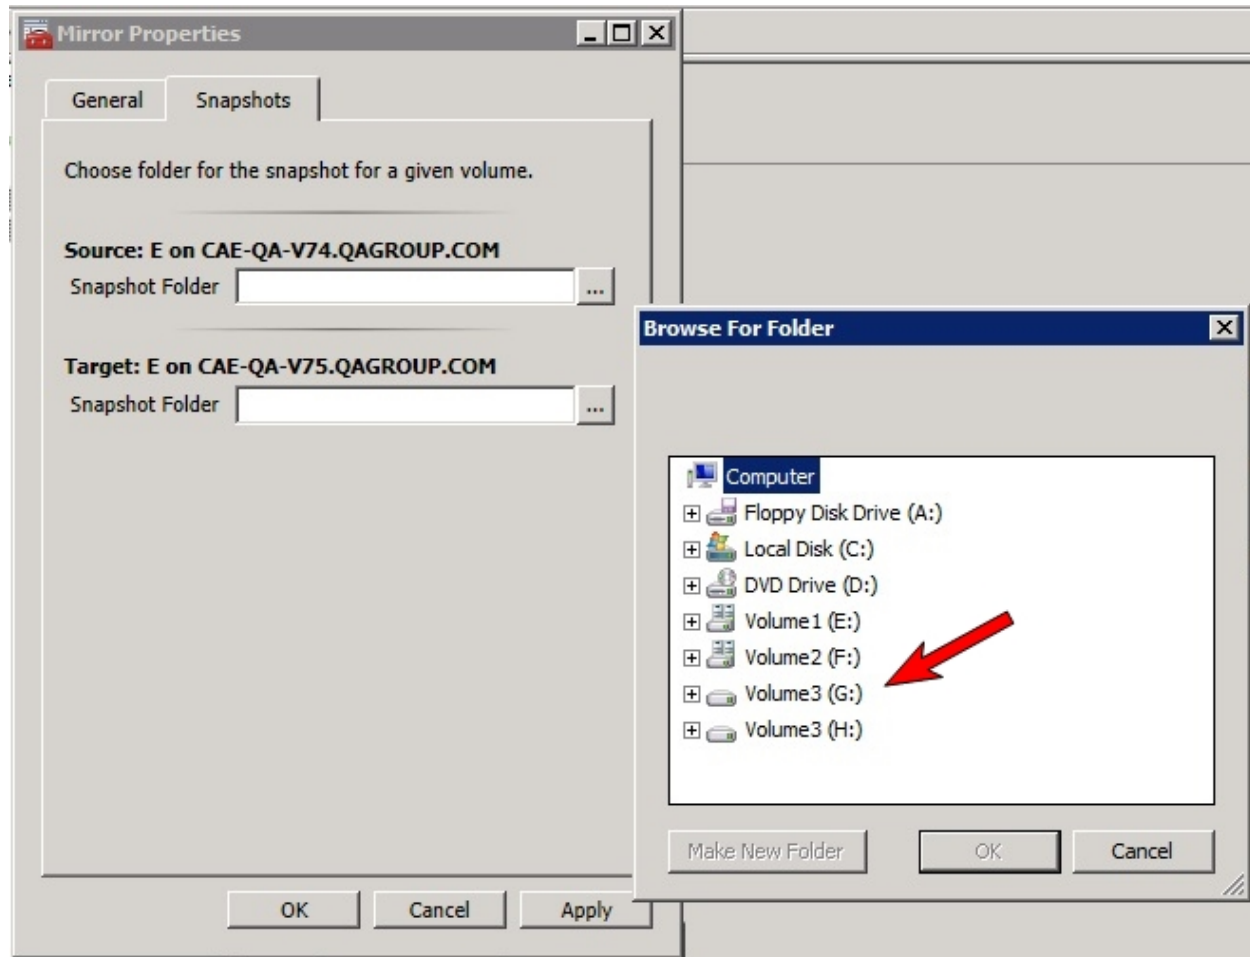 Mirror Properties
General
Snapshots
Choose folder for the snapshot for a given volume.
Source: E on CAE-QA-V74.QAGROUP.COM
Snapshot Folder
...
Target: E on CAE-QA-V75.QAGROUP.COM
Snapshot Folder
...
OK
Cancel
Apply
Browse For Folder
Computer
Floppy Disk Drive (A:)
Local Disk (C:)
DVD Drive (D:)
Volume1 (E:)
Volume2 (F:)
Volume3 (G:)
Volume3 (H:)
Make New Folder
OK
Cancel